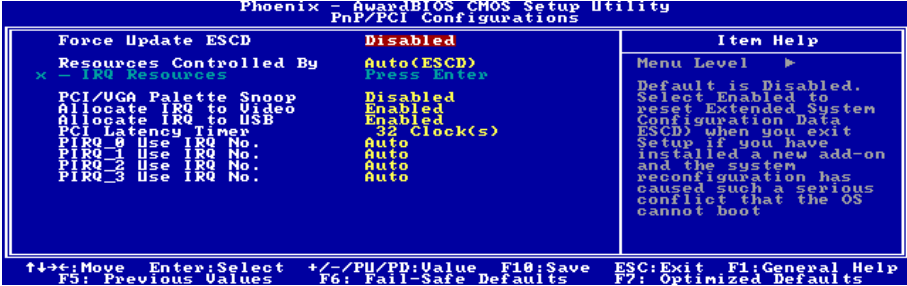 Phoenix - AwardBIOS CMOS Setup Utility
PnP/PCI Configurations
Force Update ESCD Disabled
Resources Controlled By Auto(ESCD)
x - IRQ Resources Press Enter
PCI/VGA Palette Snoop Disabled
Allocate IRQ to Video Enabled
Allocate IRQ to USB Enabled
PCI Latency Timer 32 Clock(s)
PIRQ_0 Use IRQ No. Auto
PIRQ_1 Use IRQ No. Auto
PIRQ_2 Use IRQ No. Auto
PIRQ_3 Use IRQ No. Auto
Item Help
Menu Level ►
Default is Disabled.
Select Enabled to
reset Extended System
Configuration Data
ESCD) when you exit
Setup if you have
installed a new add-on
and the system
reconfiguration has
caused such a serious
conflict that the OS
cannot boot
↑↓→←:Move Enter:Select +/-/PU/PD:Value F10:Save ESC:Exit F1:General Help
F5: Previous Values F6: Fail-Safe Defaults F7: Optimized Defaults